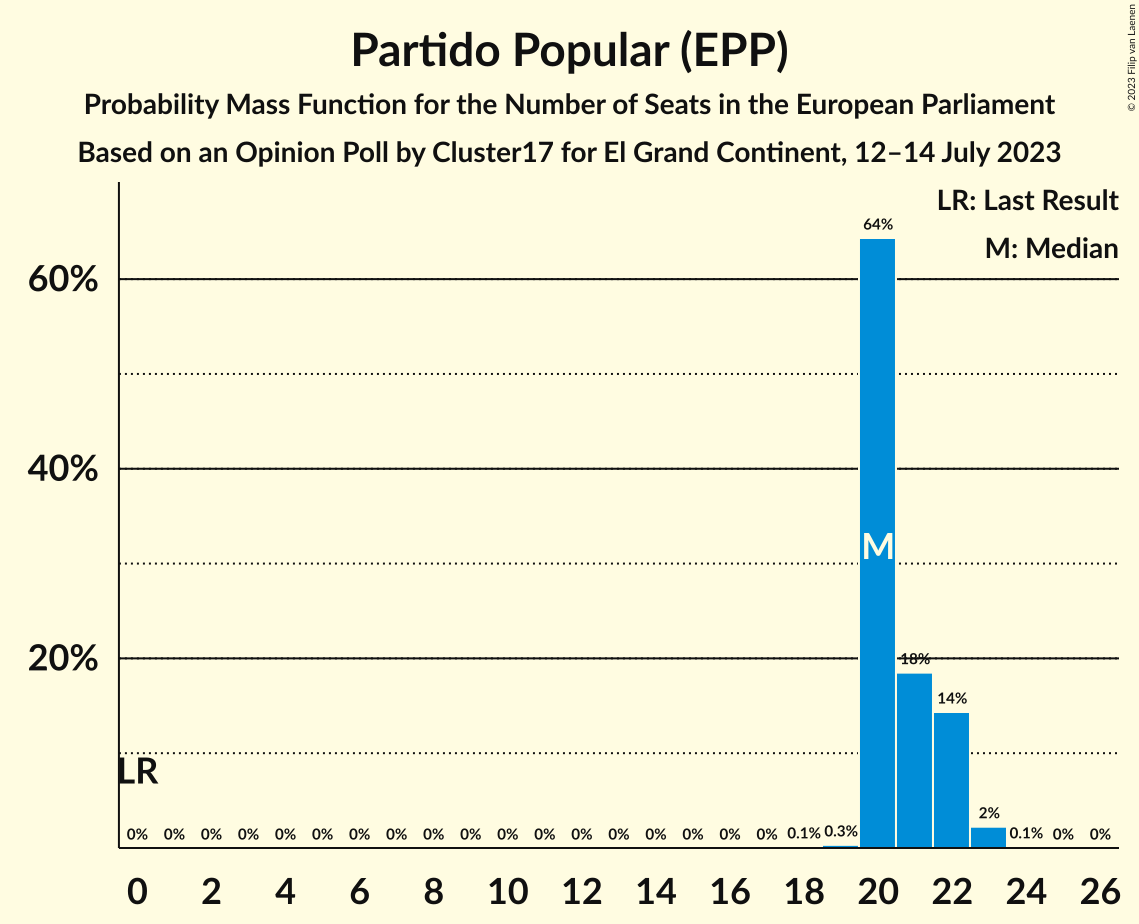 Partido Popular (EPP)
Probability Mass Function for the Number of Seats in the European Parliament
Based on an Opinion Poll by Cluster17 for El Grand Continent, 12–14 July 2023
© 2023 Filip van Laenen
LR: Last Result
M: Median
60%
40%
20%
64%
M
18%
14%
LR
0% 0% 0% 0% 0% 0% 0% 0% 0% 0% 0% 0% 0% 0% 0% 0% 0% 0% 0.1% 0.3% 2% 0.1% 0% 0%
0 2 4 6 8 10 12 14 16 18 20 22 24 26